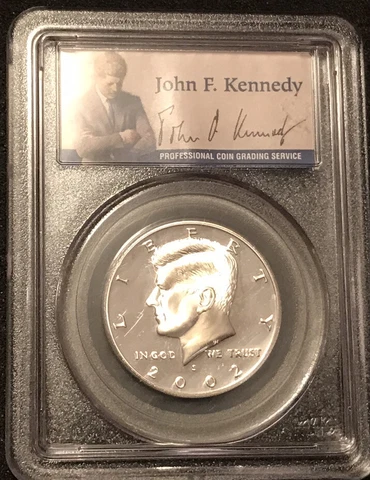 John F. Kennedy
John F Kennedy
PROFESSIONAL COIN GRADING SERVICE
LIBERTY
IN GOD WE TRUST
S
2002